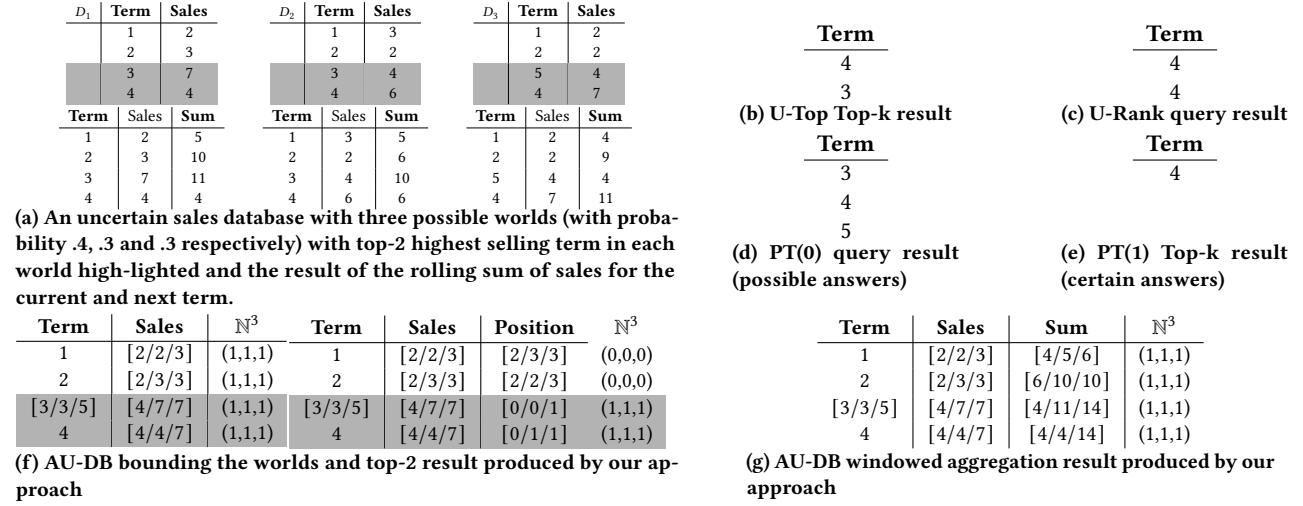 D1 Term Sales
1 2
2 3
3 7
4 4
Term Sales Sum
1 2 5
2 3 10
3 7 11
4 4 4
D2 Term Sales
1 3
2 2
3 4
4 6
Term Sales Sum
1 3 5
2 2 6
3 4 10
4 6 6
D3 Term Sales
1 2
2 2
5 4
4 7
Term Sales Sum
1 2 4
2 2 9
5 4 4
4 7 11
(a) An uncertain sales database with three possible worlds (with proba-
bility .4, .3 and .3 respectively) with top-2 highest selling term in each
world high-lighted and the result of the rolling sum of sales for the
current and next term.
Term
4
3
(b) U-Top Top-k result
Term
4
4
(c) U-Rank query result
Term
3
4
5
(d) PT(0) query result
(possible answers)
Term
4
(e) PT(1) Top-k result
(certain answers)
Term Sales ℕ³
1 [2/2/3] (1,1,1)
2 [2/3/3] (1,1,1)
[3/3/5] [4/7/7] (1,1,1)
4 [4/4/7] (1,1,1)
Term Sales Position ℕ³
1 [2/2/3] [2/3/3] (0,0,0)
2 [2/3/3] [2/2/3] (0,0,0)
[3/3/5] [4/7/7] [0/0/1] (1,1,1)
4 [4/4/7] [0/1/1] (1,1,1)
(f) AU-DB bounding the worlds and top-2 result produced by our ap-
proach
Term Sales Sum ℕ³
1 [2/2/3] [4/5/6] (1,1,1)
2 [2/3/3] [6/10/10] (1,1,1)
[3/3/5] [4/7/7] [4/11/14] (1,1,1)
4 [4/4/7] [4/4/14] (1,1,1)
(g) AU-DB windowed aggregation result produced by our
approach